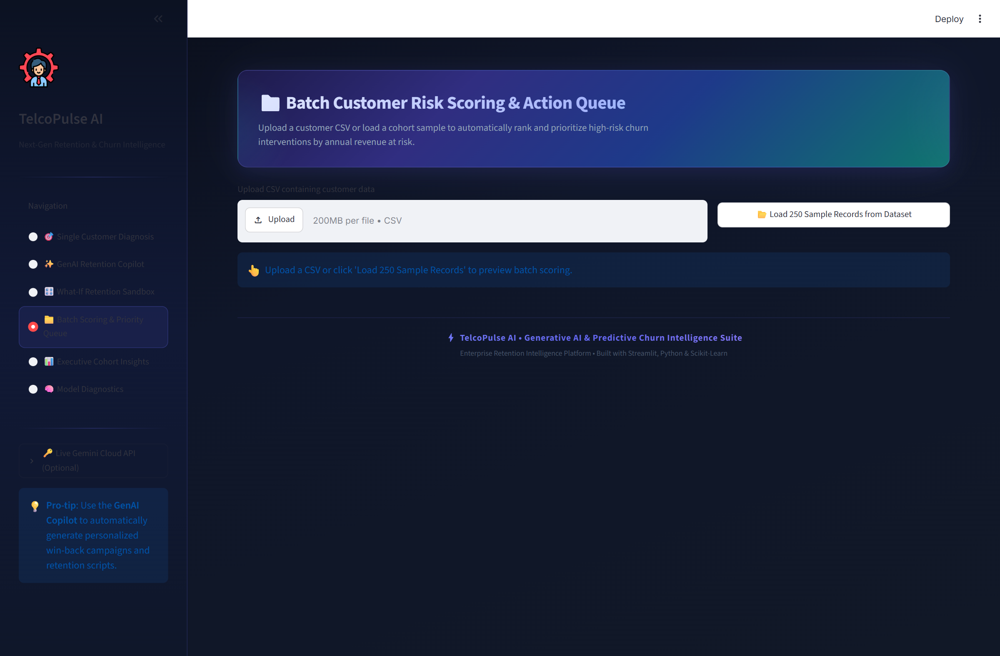 Deploy
TelcoPulse AI
Next-Gen Retention & Churn Intelligence
Navigation
Single Customer Diagnosis
GenAI Retention Copilot
What-If Retention Sandbox
Batch Scoring & Priority
Queue
Executive Cohort Insights
Model Diagnostics
Live Gemini Cloud API
(Optional)
Pro-tip: Use the GenAI
Copilot to automatically
generate personalized
win-back campaigns and
retention scripts.
Batch Customer Risk Scoring & Action Queue
Upload a customer CSV or load a cohort sample to automatically rank and prioritize high-risk churn
interventions by annual revenue at risk.
Upload CSV containing customer data
Upload
200MB per file • CSV
Load 250 Sample Records from Dataset
Upload a CSV or click 'Load 250 Sample Records' to preview batch scoring.
TelcoPulse AI • Generative AI & Predictive Churn Intelligence Suite
Enterprise Retention Intelligence Platform • Built with Streamlit, Python & Scikit-Learn